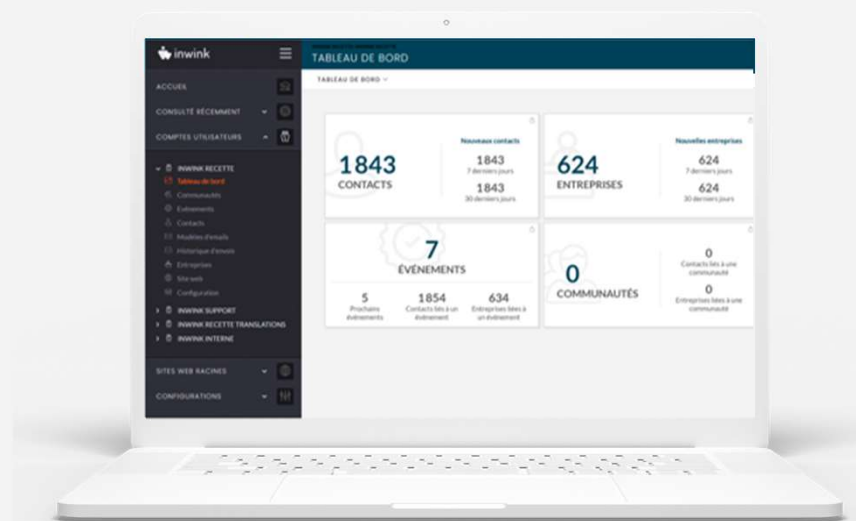 inwink
TABLEAU DE BORD
TABLEAU DE BORD
ACCUEIL
CONSULTÉ RÉCEMMENT
COMPTES UTILISATEURS
INWINK RECETTE
Tableau de bord
Communautés
Evénements
Contacts
Modèles d'emails
Historique d'envois
Entreprises
Site web
Configuration
INWINK SUPPORT
INWINK RECETTE TRANSLATIONS
INWINK INTERNE
SITES WEB RACINES
CONFIGURATIONS
1843
CONTACTS
Nouveaux contacts
1843
7 derniers jours
1843
30 derniers jours
624
ENTREPRISES
Nouvelles entreprises
624
7 derniers jours
624
30 derniers jours
7
ÉVÉNEMENTS
5
Prochains
événements
1854
Contacts liés à un
événement
634
Entreprises liées à
un événement
0
COMMUNAUTÉS
0
Contacts liés à une
communauté
0
Entreprises liées à une
communauté